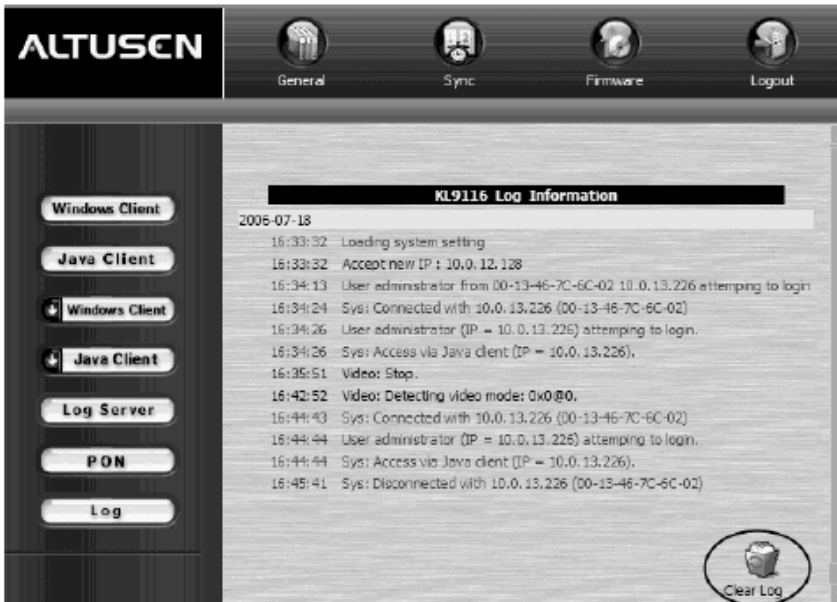 ALTUSEN
General Sync Firmware Logout
Windows Client
Java Client
Windows Client
Java Client
Log Server
PON
Log
KL9116 Log Information
2006-07-18
16:33:32 Loading system setting
16:33:32 Accept new IP : 10.0.12.128
16:34:13 User administrator from 00-13-46-7C-6C-02 10.0.13.226 attemping to login
16:34:24 Sys: Connected with 10.0.13.226 (00-13-46-7C-6C-02)
16:34:26 User administrator (IP = 10.0.13.226) attemping to login.
16:34:26 Sys: Access via Java client (IP = 10.0.13.226).
16:35:51 Video: Stop.
16:42:52 Video: Detecting video mode: 0x0@0.
16:44:43 Sys: Connected with 10.0.13.226 (00-13-46-7C-6C-02)
16:44:44 User administrator (IP = 10.0.13.226) attemping to login.
16:44:44 Sys: Access via Java client (IP = 10.0.13.226).
16:45:41 Sys: Disconnected with 10.0.13.226 (00-13-46-7C-6C-02)
Clear Log